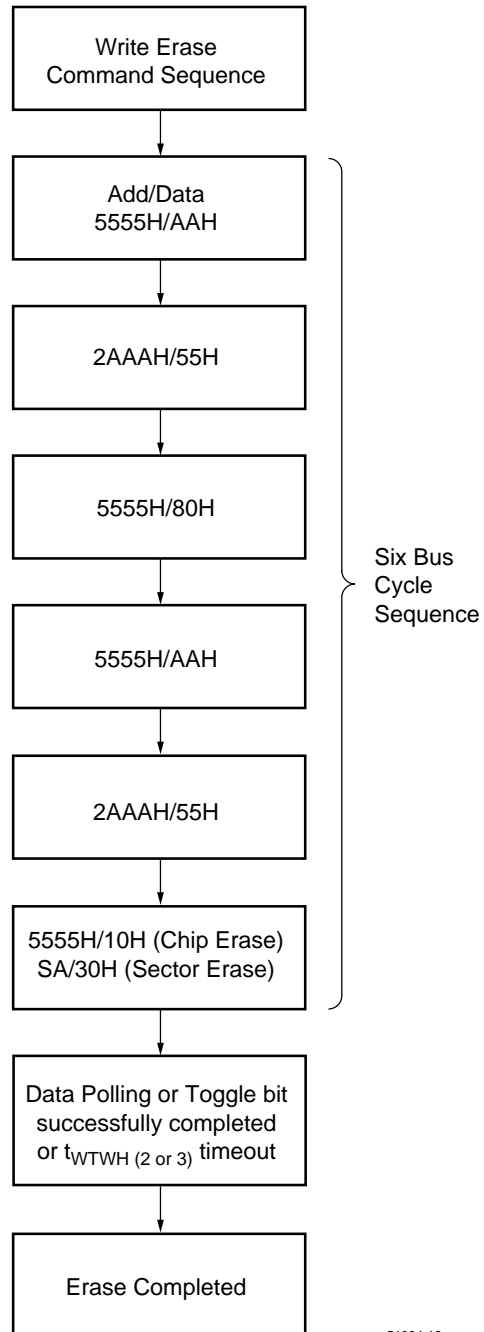 Write Erase
Command Sequence
Add/Data
5555H/AAH
2AAAH/55H
5555H/80H
5555H/AAH
2AAAH/55H
5555H/10H (Chip Erase)
SA/30H (Sector Erase)
Six Bus
Cycle
Sequence
Data Polling or Toggle bit
successfully completed
or tWTWH (2 or 3) timeout
Erase Completed